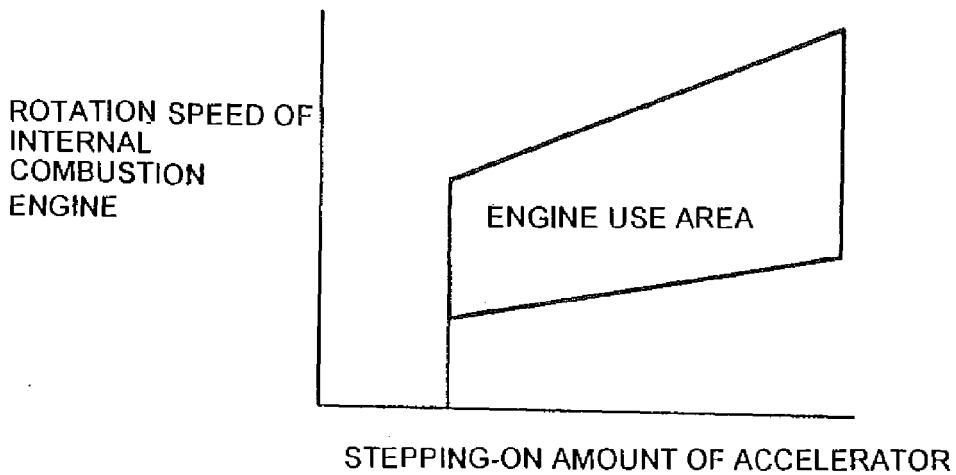 ROTATION SPEED OF
INTERNAL
COMBUSTION
ENGINE
ENGINE USE AREA
STEPPING-ON AMOUNT OF ACCELERATOR